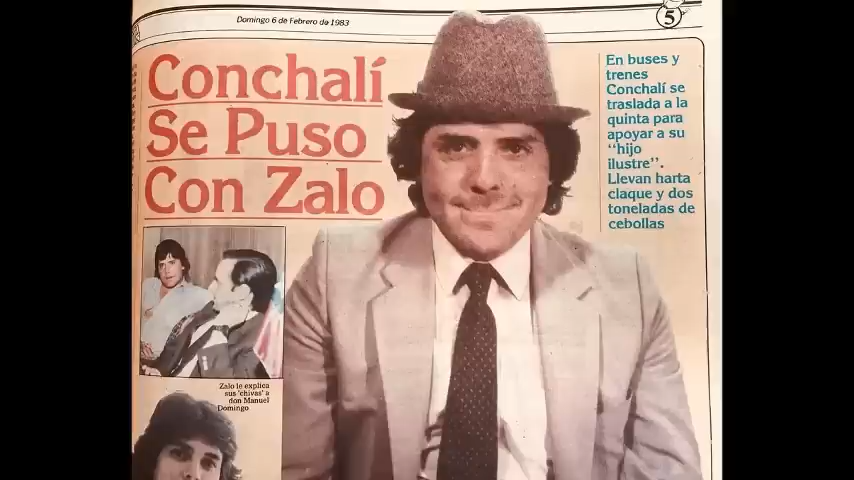 Domingo 6 de Febrero de 1983
5
Conchalí
Se Puso
Con Zalo
En buses y
trenes
Conchalí se
traslada a la
quinta para
apoyar a su
"hijo
ilustre".
Llevan harta
claque y dos
toneladas de
cebollas
Zalo le explica
sus 'chivas' a
don Manuel
Domingo